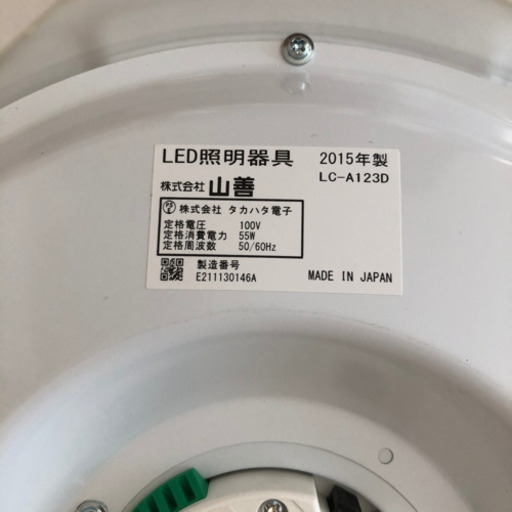 LED照明器具 2015年製
LC-A123D
株式会社 山善
株式会社 タカハタ電子
定格電圧 100V
定格消費電力 55W
定格周波数 50/60Hz
製造番号
E211130146A
MADE IN JAPAN